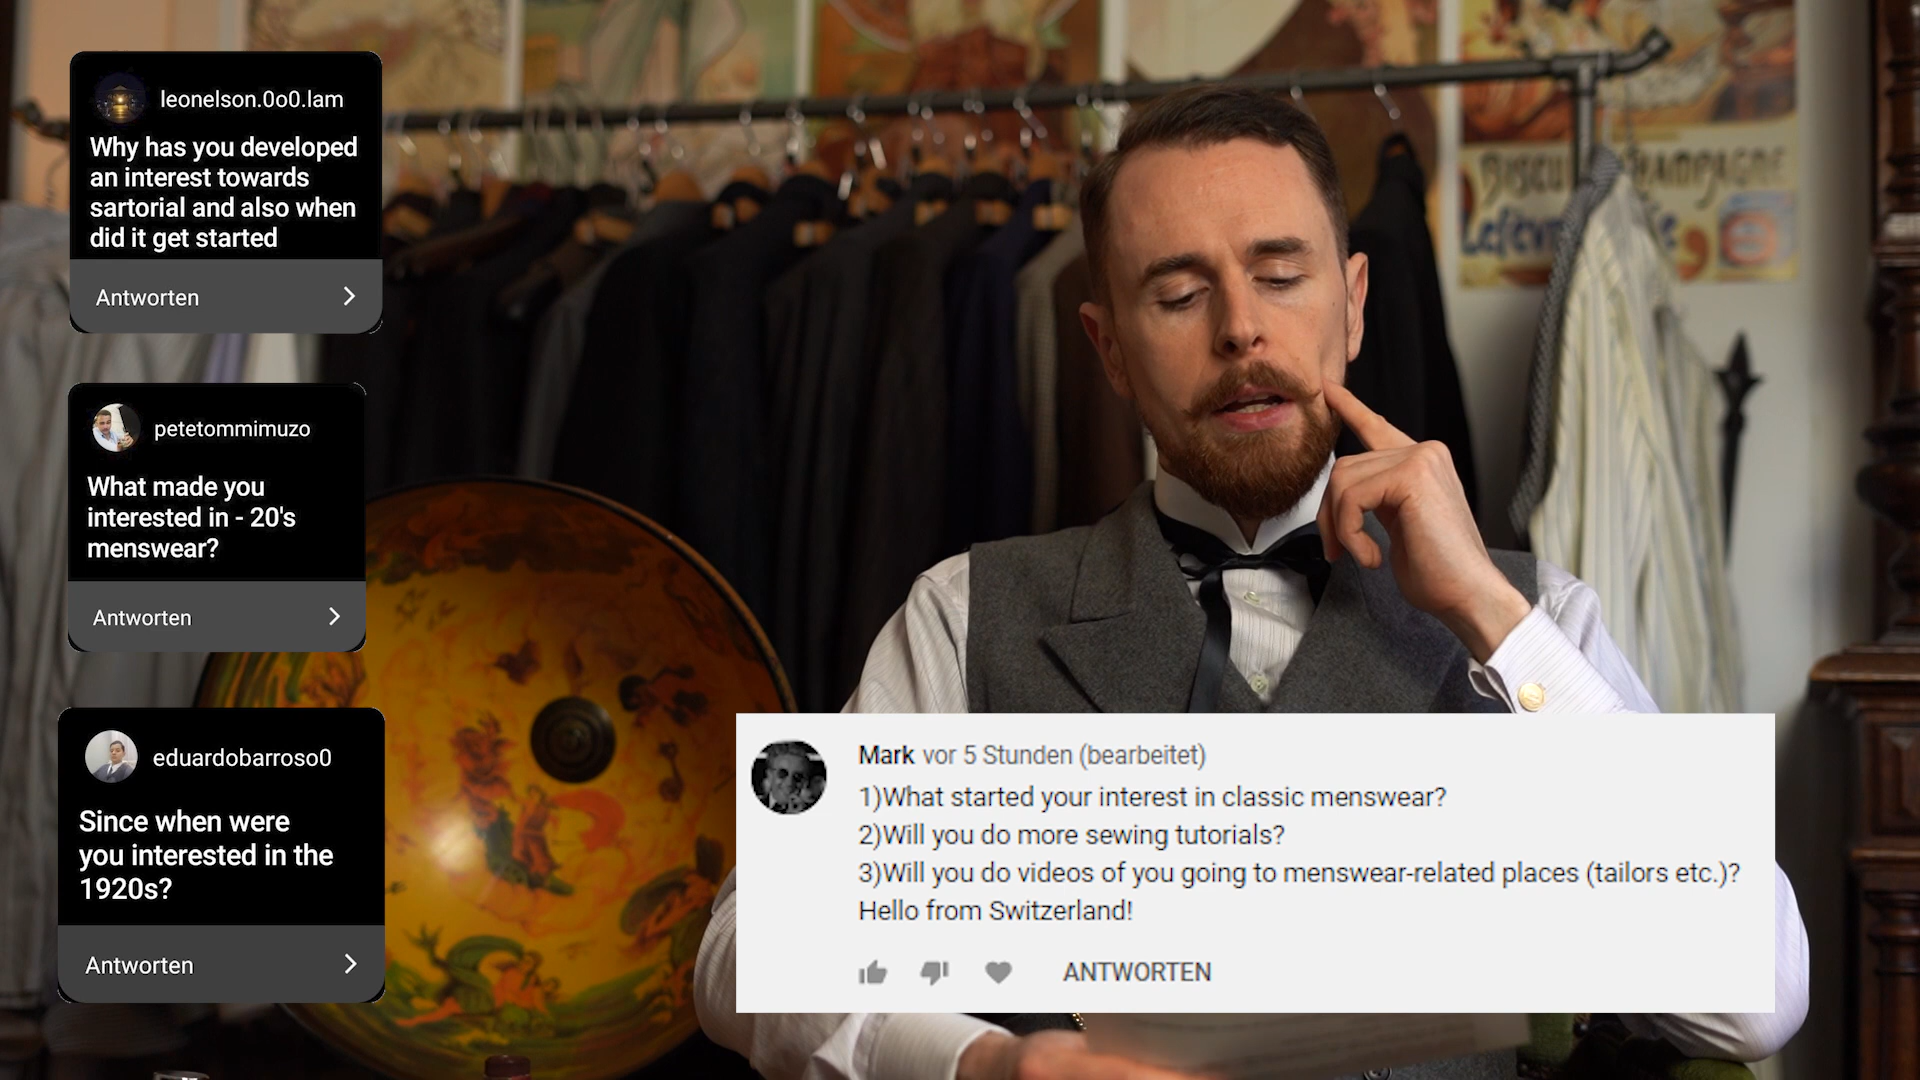 leonelson.0o0.lam
Why has you developed
an interest towards
sartorial and also when
did it get started
Antworten
petetommimuzo
What made you
interested in - 20's
menswear?
Antworten
eduardobarroso0
Since when were
you interested in the
1920s?
Antworten
Mark vor 5 Stunden (bearbeitet)
1)What started your interest in classic menswear?
2)Will you do more sewing tutorials?
3)Will you do videos of you going to menswear-related places (tailors etc.)?
Hello from Switzerland!
ANTWORTEN